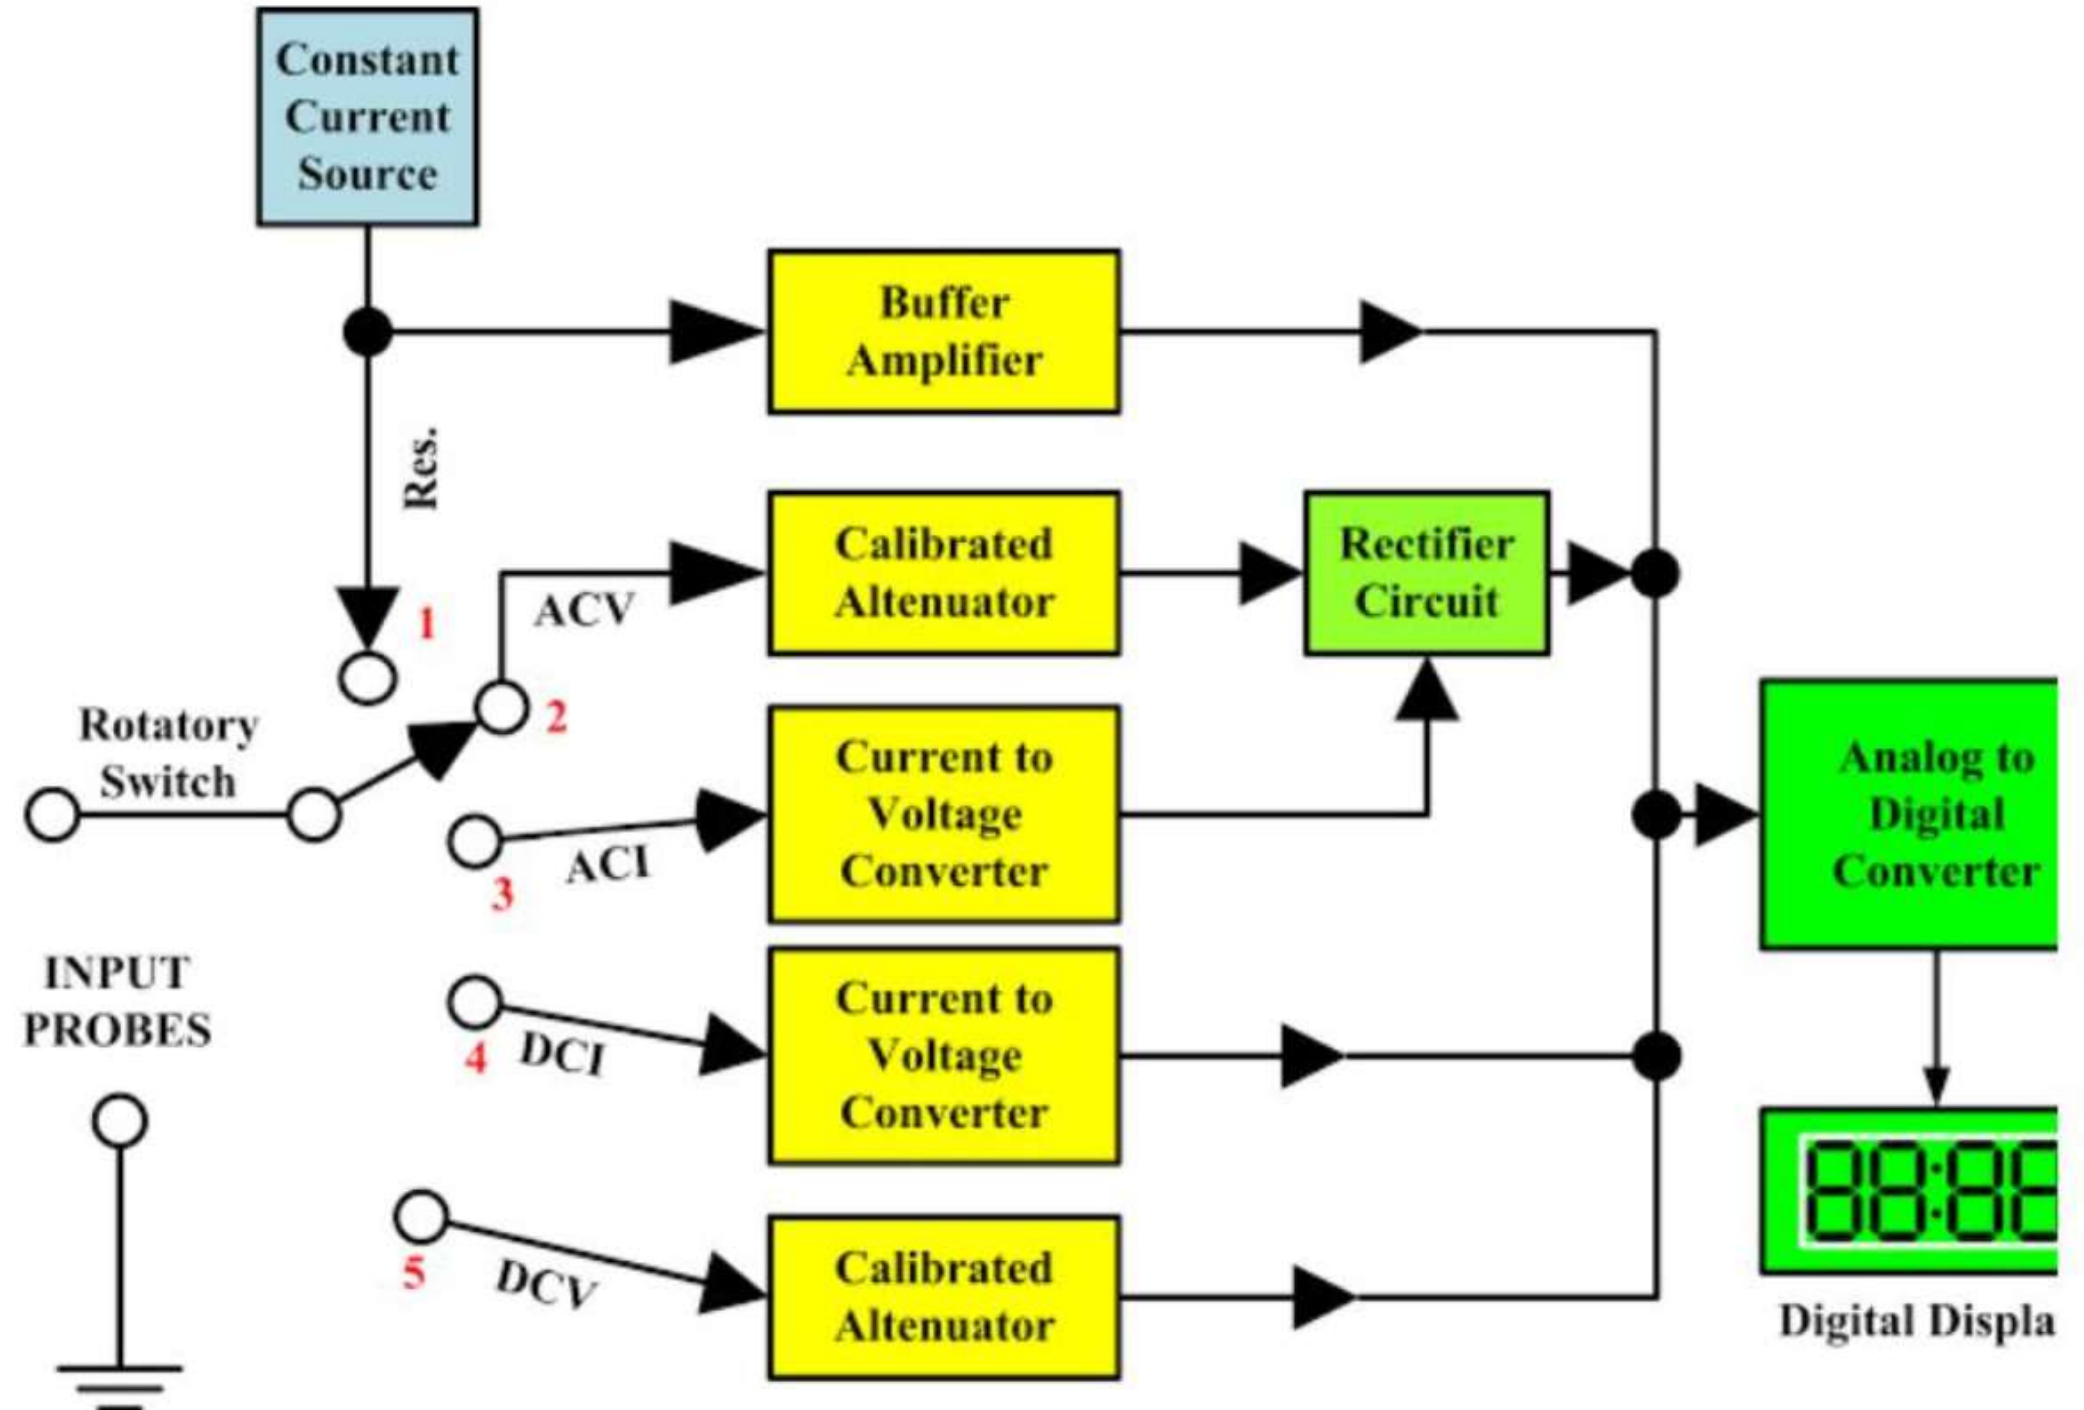 Constant
Current
Source
Buffer
Amplifier
Res.
Calibrated
Altenuator
Rectifier
Circuit
1
ACV
2
Rotatory
Switch
Current to
Voltage
Converter
Analog to
Digital
Converter
ACI
3
INPUT
PROBES
Current to
Voltage
Converter
4
DCI
88:88
5
DCV
Calibrated
Altenuator
Digital Displa